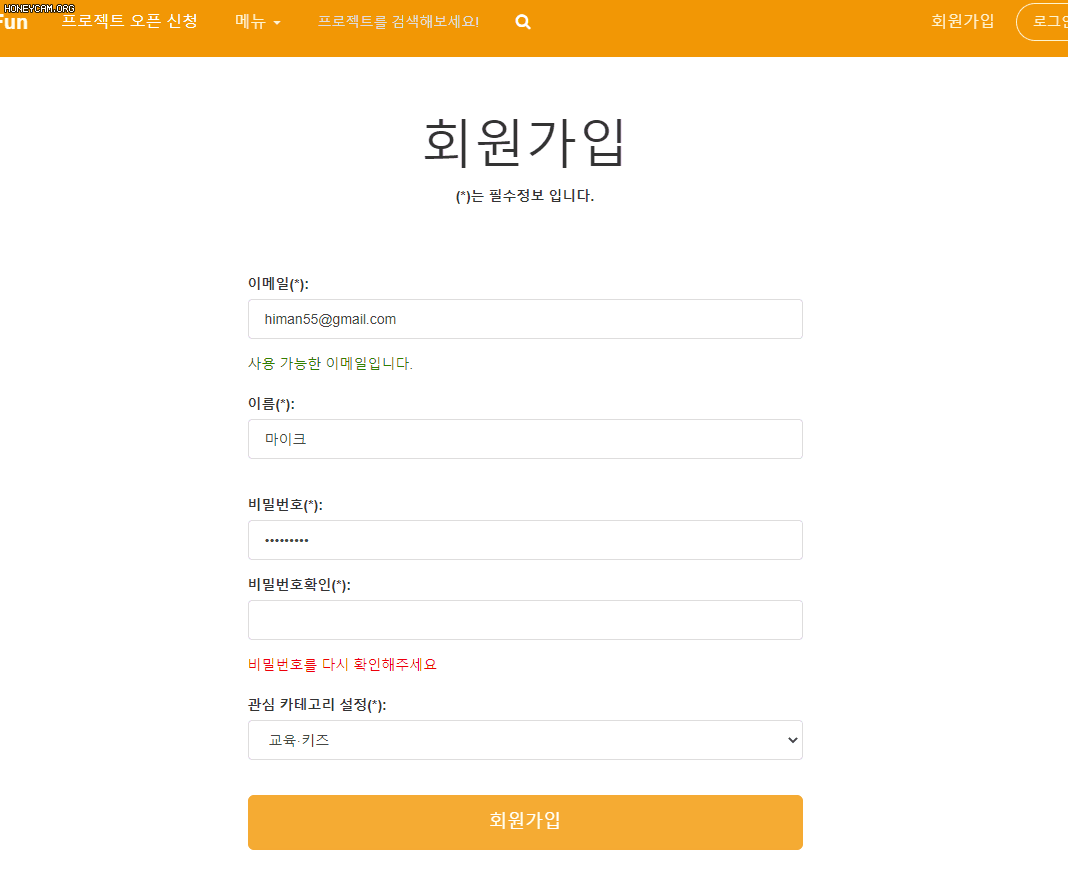 HONEYCAM.ORG
Fun 프로젝트 오픈 신청 메뉴 프로젝트를 검색해보세요! 회원가입
회원가입
(*)는 필수정보 입니다.
이메일(*):
himan55@gmail.com
사용 가능한 이메일입니다.
이름(*):
마이크
비밀번호(*):
•••••••••
비밀번호확인(*):
비밀번호를 다시 확인해주세요
관심 카테고리 설정(*):
교육·키즈
회원가입